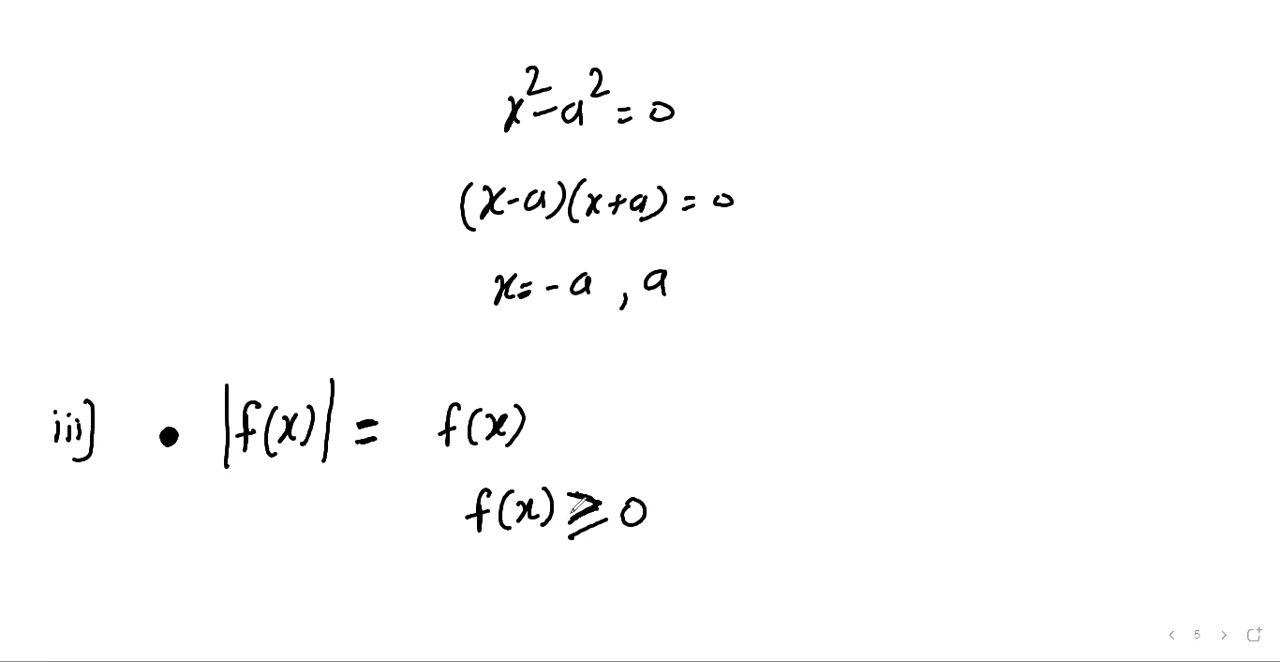 x²-a²=0
(x-a)(x+a)=0
x=-a, a
iii] • |f(x)| = f(x)
f(x) ≥ 0
< 5 >